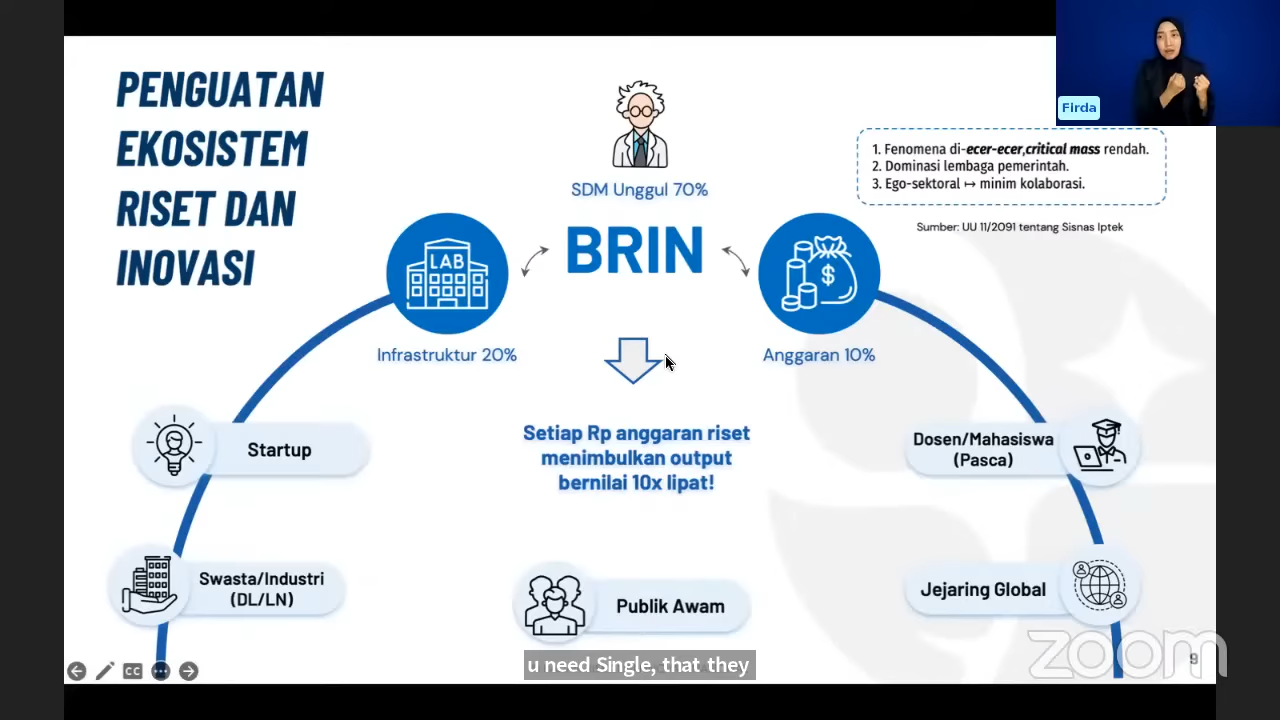 PENGUATAN
EKOSISTEM
RISET DAN
INOVASI
Firda
1. Fenomena di-ecer-ecer,critical mass rendah.
2. Dominasi lembaga pemerintah.
3. Ego-sektoral ↦ minim kolaborasi.
Sumber: UU 11/2091 tentang Sisnas Iptek
SDM Unggul 70%
BRIN
LAB
$
Infrastruktur 20%
Anggaran 10%
Setiap Rp anggaran riset
menimbulkan output
bernilai 10x lipat!
Startup
Dosen/Mahasiswa
(Pasca)
Swasta/Industri
(DL/LN)
Publik Awam
Jejaring Global
u need Single, that they
CC
zoom
9